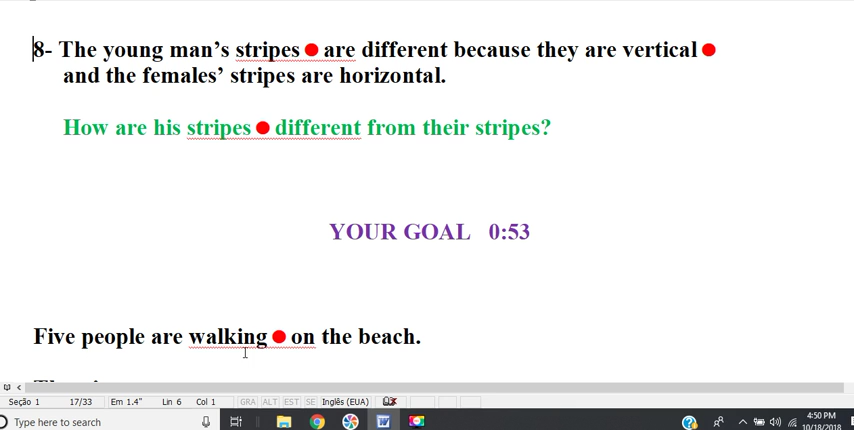 8- The young man's stripes ● are different because they are vertical ●
and the females' stripes are horizontal.
How are his stripes ● different from their stripes?
YOUR GOAL 0:53
Five people are walking ● on the beach.
Seção 1 17/33 Em 1.4" Lin 6 Col 1 GRA ALT EST SE Inglês (EUA)
Type here to search
4:50 PM
10/18/2018